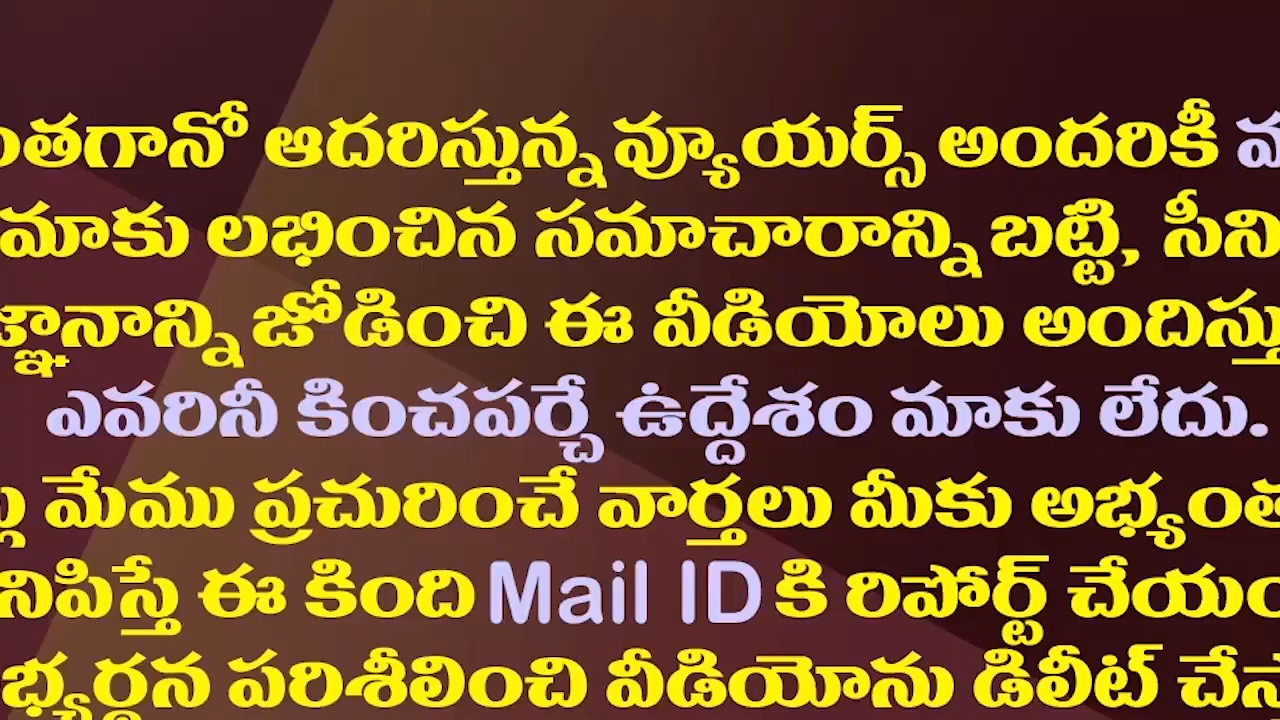 ంతగానో ఆదరిస్తున్న వ్యూయర్స్ అందరికీ
మాకు లభించిన సమాచారాన్ని బట్టి, సీని
జ్ఞానాన్ని జోడించి ఈ వీడియోలు అందిస్తు
ఎవరినీ కించపర్చే ఉద్దేశం మాకు లేదు.
మేము ప్రచురించే వార్తలు మీకు అభ్యంత
నిపిస్తే ఈ కింది Mail ID కి రిపోర్ట్ చేయం
భ్యర్థన పరిశీలించి వీడియోను డిలీట్ చేస